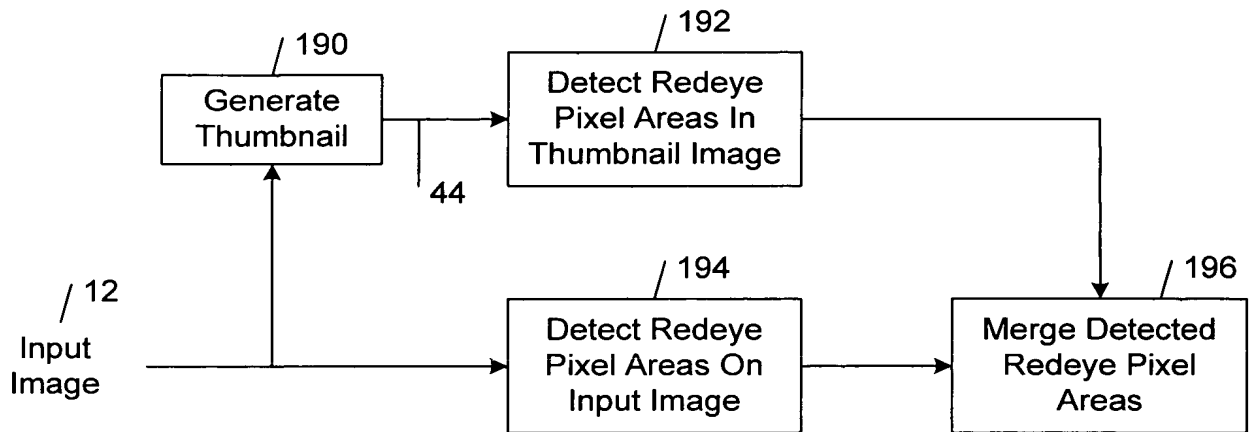 190
Generate
Thumbnail
44
192
Detect Redeye
Pixel Areas In
Thumbnail Image
12
Input
Image
194
Detect Redeye
Pixel Areas On
Input Image
196
Merge Detected
Redeye Pixel
Areas